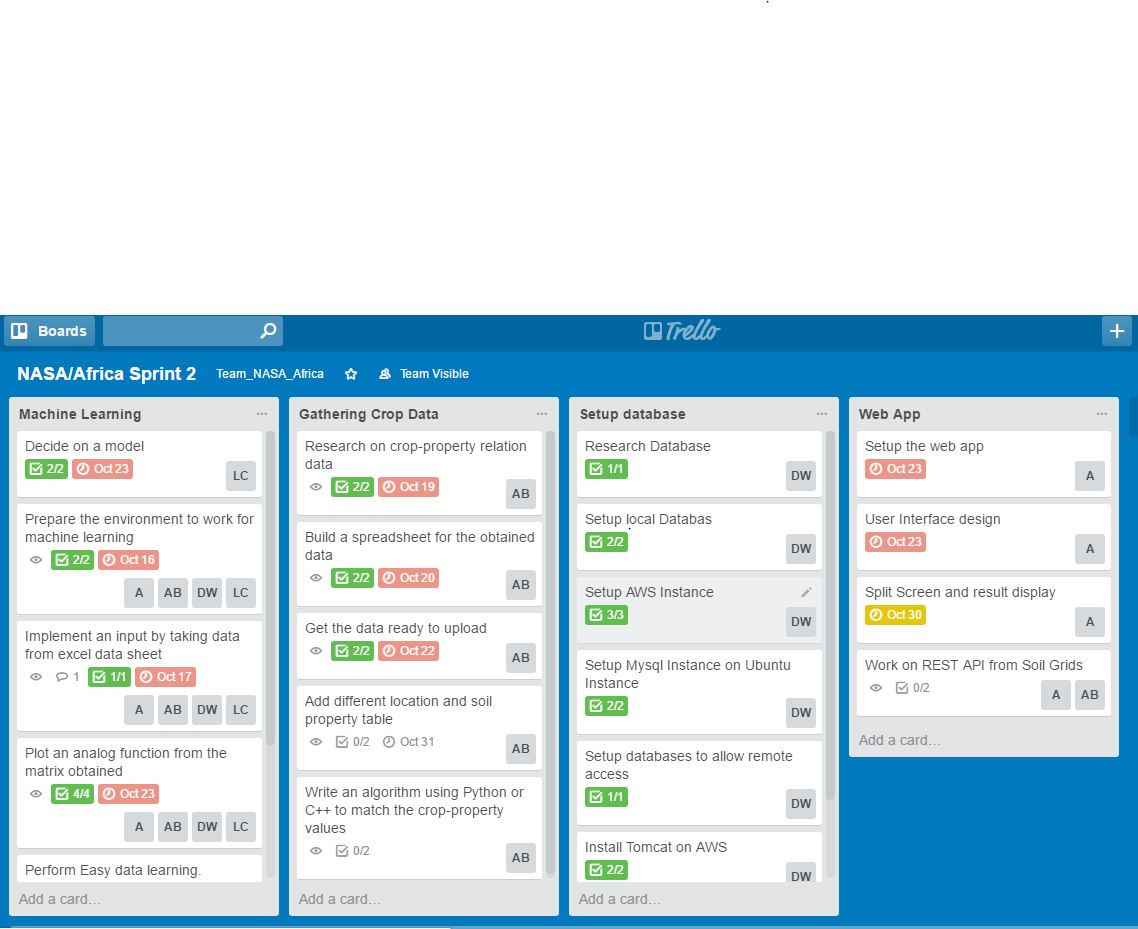 Boards
Trello
NASA/Africa Sprint 2 Team_NASA_Africa Team Visible
Machine Learning
Decide on a model
2/2 Oct 23
LC
Prepare the environment to work for
machine learning
2/2 Oct 16
A AB DW LC
Implement an input by taking data
from excel data sheet
1 1/1 Oct 17
A AB DW LC
Plot an analog function from the
matrix obtained
4/4 Oct 23
A AB DW LC
Perform Easy data learning.
Add a card...
Gathering Crop Data
Research on crop-property relation
data
2/2 Oct 19
AB
Build a spreadsheet for the obtained
data
2/2 Oct 20
AB
Get the data ready to upload
2/2 Oct 22
AB
Add different location and soil
property table
0/2 Oct 31
AB
Write an algorithm using Python or
C++ to match the crop-property
values
0/2
AB
Add a card...
Setup database
Research Database
1/1
DW
Setup local Databas
2/2
DW
Setup AWS Instance
3/3
DW
Setup Mysql Instance on Ubuntu
Instance
2/2
DW
Setup databases to allow remote
access
1/1
DW
Install Tomcat on AWS
2/2
DW
Add a card...
Web App
Setup the web app
Oct 23
A
User Interface design
Oct 23
A
Split Screen and result display
Oct 30
A
Work on REST API from Soil Grids
0/2
A AB
Add a card...